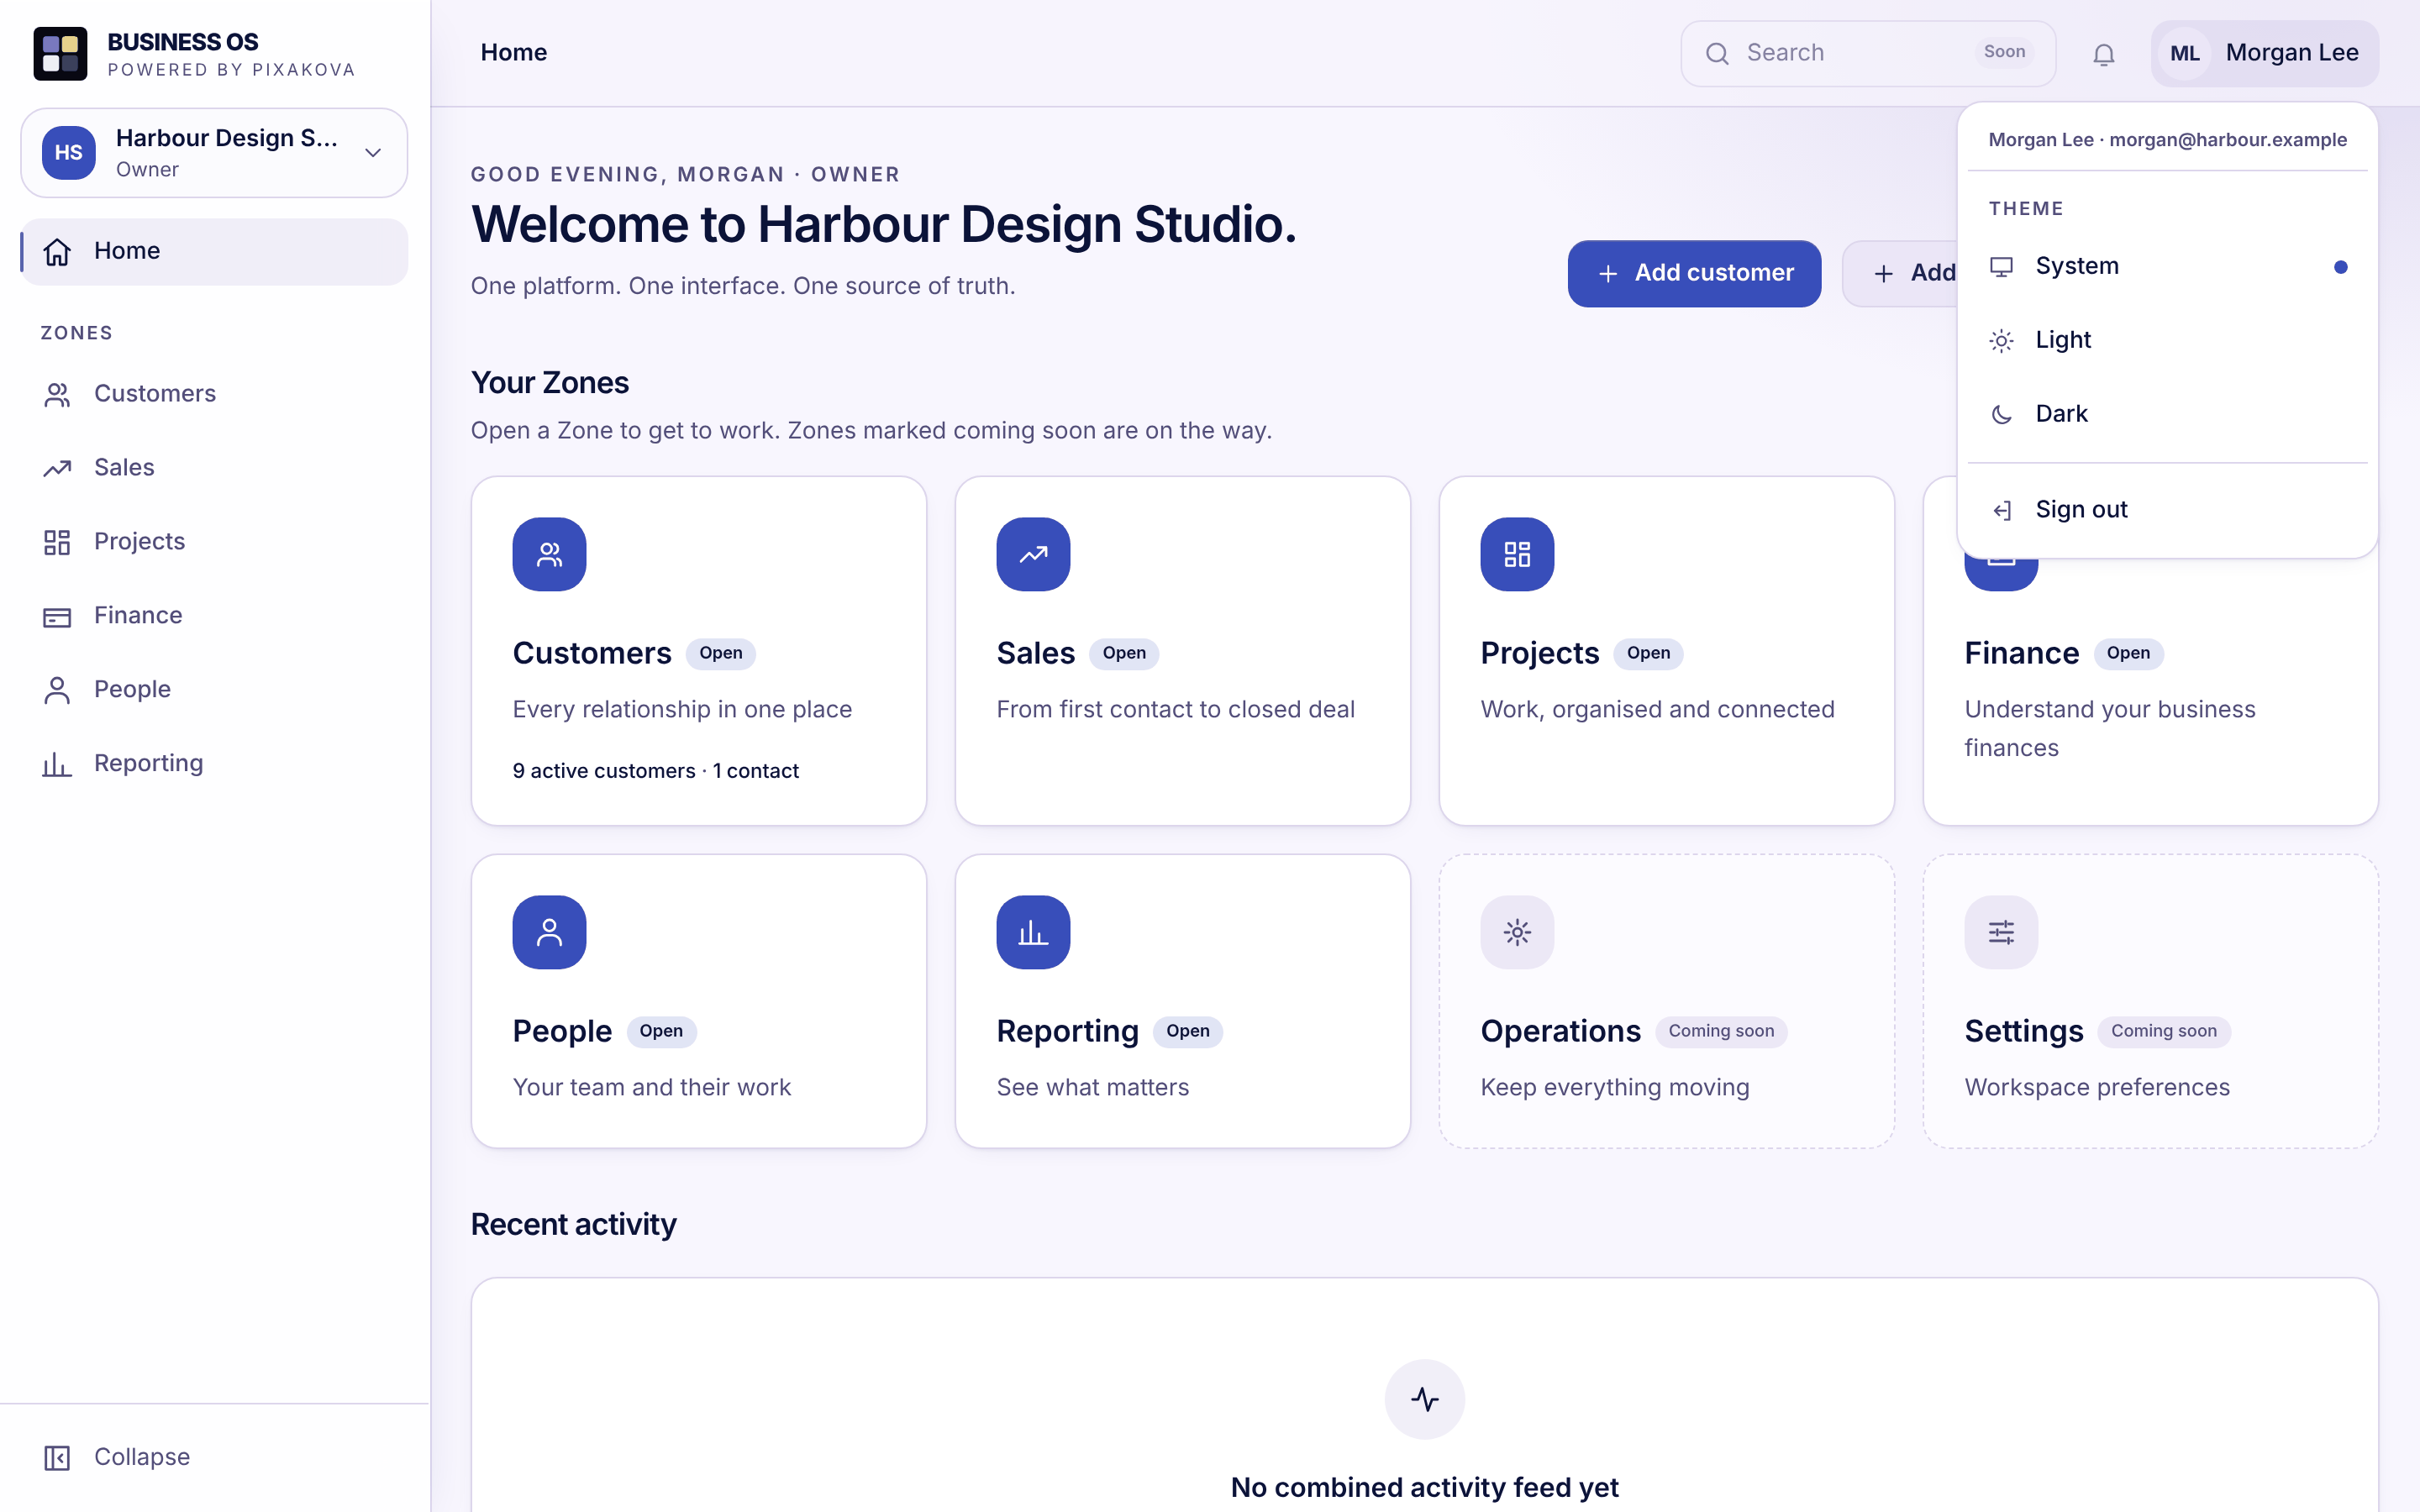 BUSINESS OS
POWERED BY PIXAKOVA
HS
Harbour Design S...
Owner
Home
ZONES
Customers
Sales
Projects
Finance
People
Reporting
Collapse
Home
Search
Soon
ML
Morgan Lee
Morgan Lee · morgan@harbour.example
THEME
System
Light
Dark
Sign out
GOOD EVENING, MORGAN · OWNER
Welcome to Harbour Design Studio.
One platform. One interface. One source of truth.
Add customer
Add
Your Zones
Open a Zone to get to work. Zones marked coming soon are on the way.
Customers Open
Every relationship in one place
9 active customers · 1 contact
Sales Open
From first contact to closed deal
Projects Open
Work, organised and connected
Finance Open
Understand your business
finances
People Open
Your team and their work
Reporting Open
See what matters
Operations Coming soon
Keep everything moving
Settings Coming soon
Workspace preferences
Recent activity
No combined activity feed yet